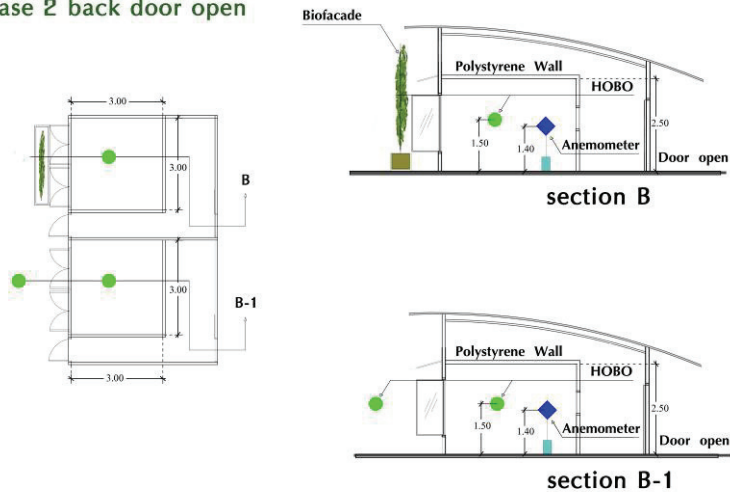 ase 2 back door open
3.00
3.00
B
3.00
B-1
3.00
Biofacade
Polystyrene Wall
HOBO
2.50
1.50
1.40
Anemometer
Door open
section B
Polystyrene Wall
HOBO
2.50
1.50
1.40
Anemometer
Door open
section B-1